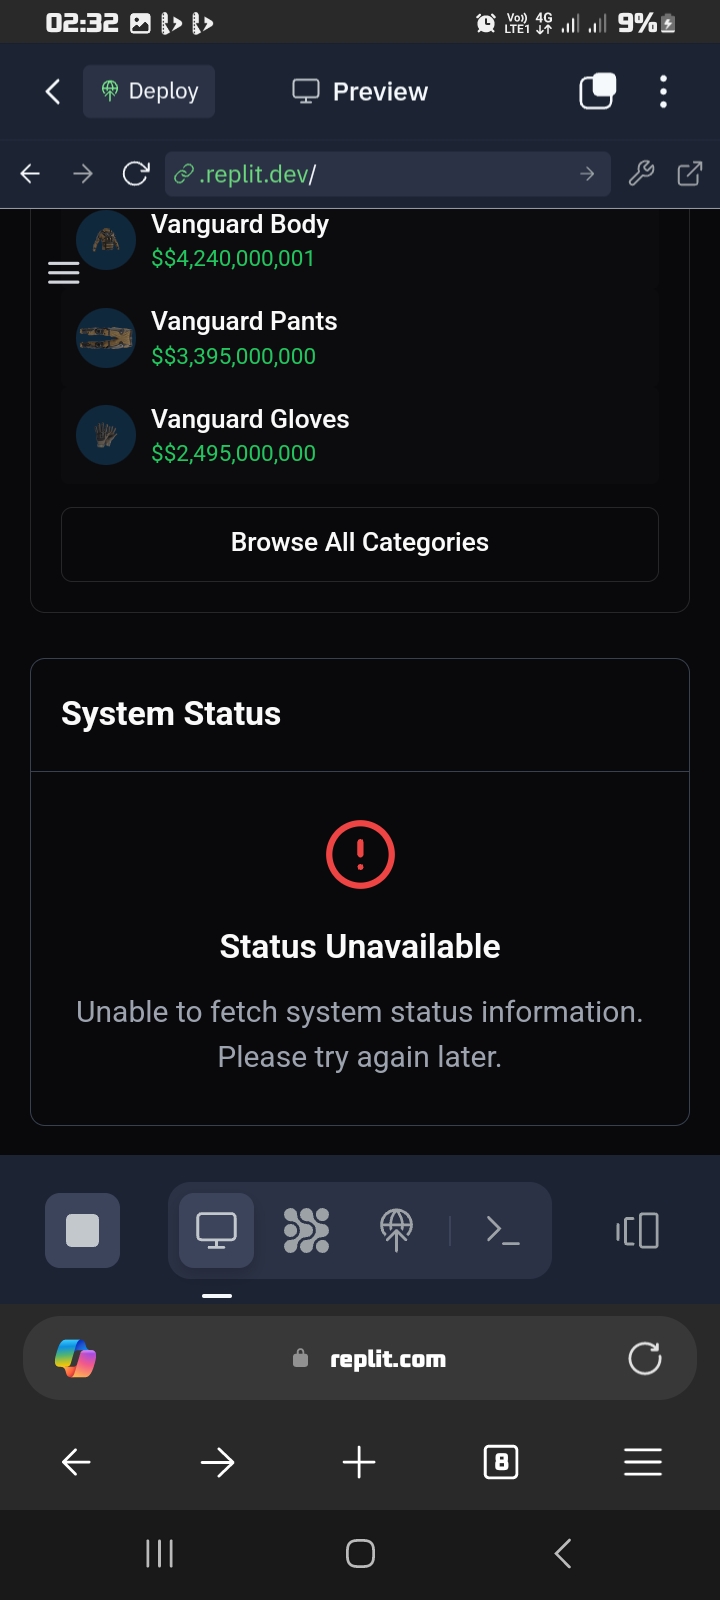 02:32
Vo)) 4G
LTE1
9%
Deploy
Preview
.replit.dev/
Vanguard Body
$$4,240,000,001
Vanguard Pants
$$3,395,000,000
Vanguard Gloves
$$2,495,000,000
Browse All Categories
System Status
Status Unavailable
Unable to fetch system status information.
Please try again later.
replit.com
8